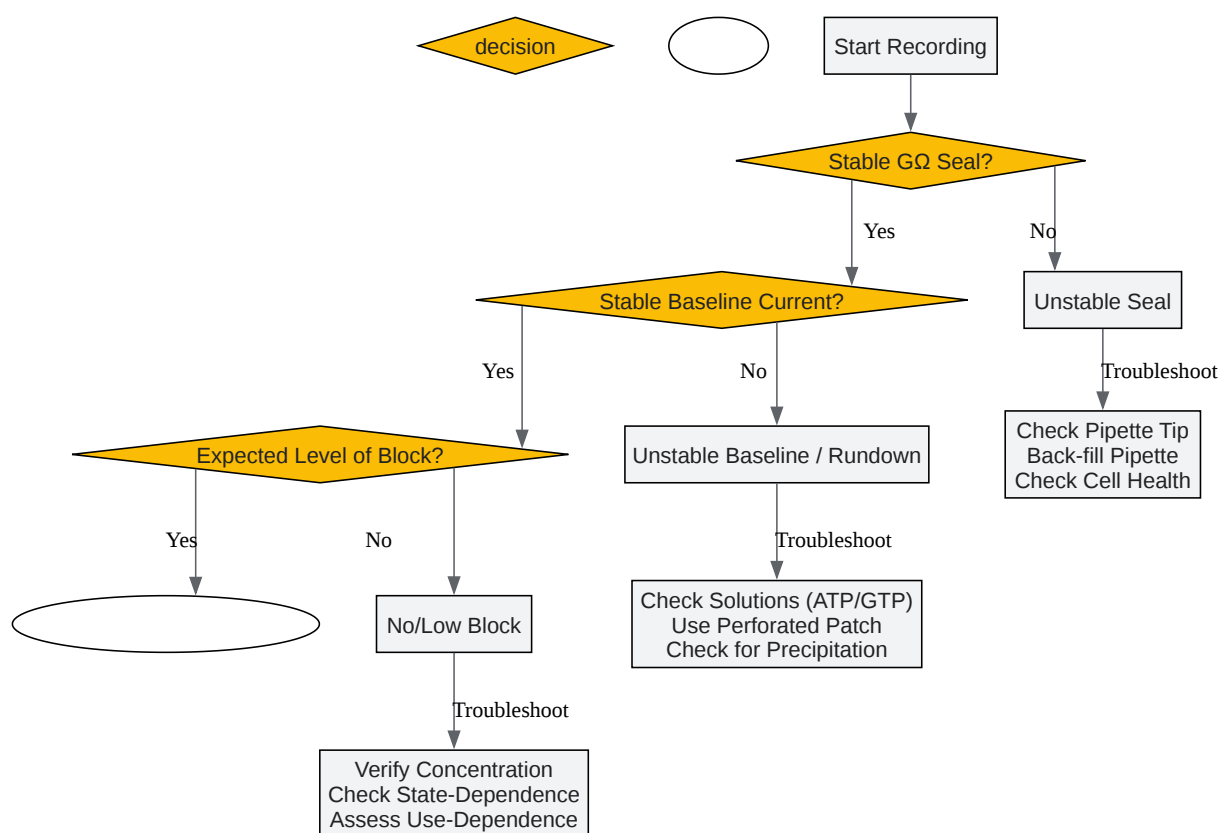 decision
Start Recording
Stable GΩ Seal?
Yes
No
Stable Baseline Current?
Unstable Seal
Yes
No
Troubleshoot
Expected Level of Block?
Unstable Baseline / Rundown
Check Pipette Tip
Back-fill Pipette
Check Cell Health
Yes
No
Troubleshoot
No/Low Block
Check Solutions (ATP/GTP)
Use Perforated Patch
Check for Precipitation
Troubleshoot
Verify Concentration
Check State-Dependence
Assess Use-Dependence